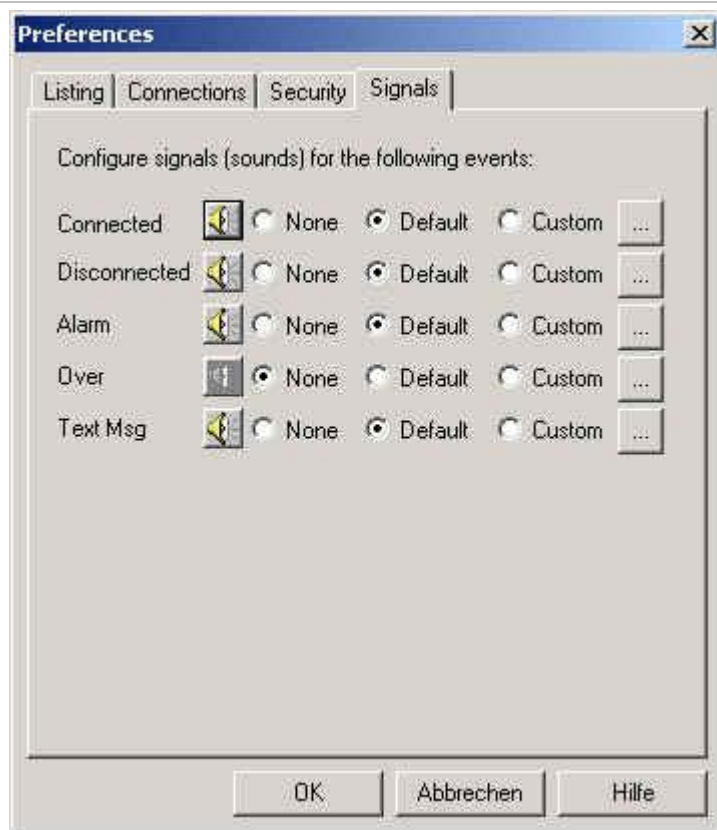 Preferences
Listing Connections Security Signals
Configure signals (sounds) for the following events:
Connected None Default Custom ...
Disconnected None Default Custom ...
Alarm None Default Custom ...
Over None Default Custom ...
Text Msg None Default Custom ...
OK Abbrechen Hilfe